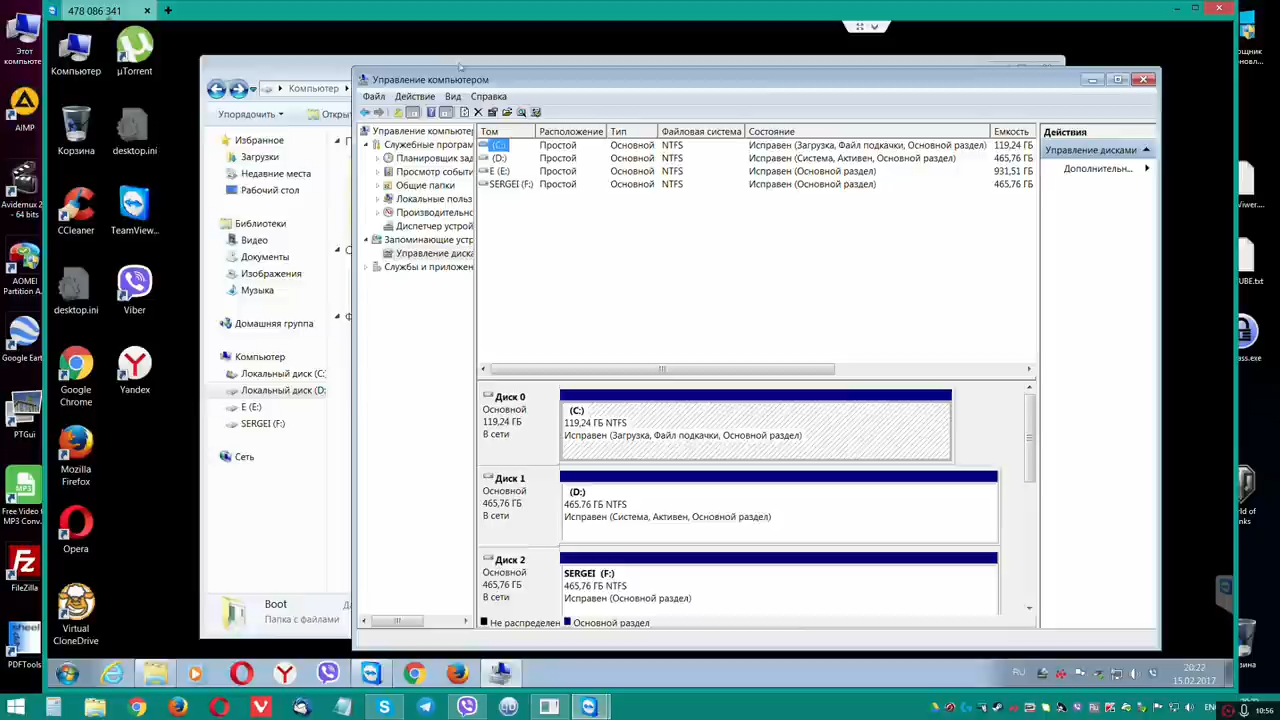 478 086 341
Этот
компьютер
AIMP
Avidemux 2...
- 64 bits
AOMEI
Partition A...
Google Earth
PTGui
Free Video t
MP3 Conv...
FileZilla
PDFTools
Компьютер
µTorrent
Корзина
desktop.ini
CCleaner
TeamView...
desktop.ini
Viber
Google
Chrome
Yandex
Mozilla
Firefox
Opera
Virtual
CloneDrive
Компьютер
Упорядочить
Откры
Избранное
Загрузки
Недавние места
Рабочий стол
Библиотеки
Видео
Документы
Изображения
Музыка
Домашняя группа
Компьютер
Локальный диск (C:
Локальный диск (D:
E (E:)
SERGEI (F:)
Сеть
Boot
Папка с файлами
Управление компьютером
Файл Действие Вид Справка
Управление компьюте
Служебные програм
Планировщик зад
Просмотр событи
Общие папки
Локальные польз
Производительно
Диспетчер устрой
Запоминающие устр
Управление диска
Службы и приложен
Том Расположение Тип Файловая система Состояние Емкость
(C:) Простой Основной NTFS Исправен (Загрузка, Файл подкачки, Основной раздел) 119,24 ГБ
(D:) Простой Основной NTFS Исправен (Система, Активен, Основной раздел) 465,76 ГБ
E (E:) Простой Основной NTFS Исправен (Основной раздел) 931,51 ГБ
SERGEI (F:) Простой Основной NTFS Исправен (Основной раздел) 465,76 ГБ
Действия
Управление дисками
Дополнительн...
Диск 0
Основной
119,24 ГБ
В сети
(C:)
119,24 ГБ NTFS
Исправен (Загрузка, Файл подкачки, Основной раздел)
Диск 1
Основной
465,76 ГБ
В сети
(D:)
465,76 ГБ NTFS
Исправен (Система, Активен, Основной раздел)
Диск 2
Основной
465,76 ГБ
В сети
SERGEI (F:)
465,76 ГБ NTFS
Исправен (Основной раздел)
Не распределен Основной раздел
RU
20:22
15.02.2017
10:56